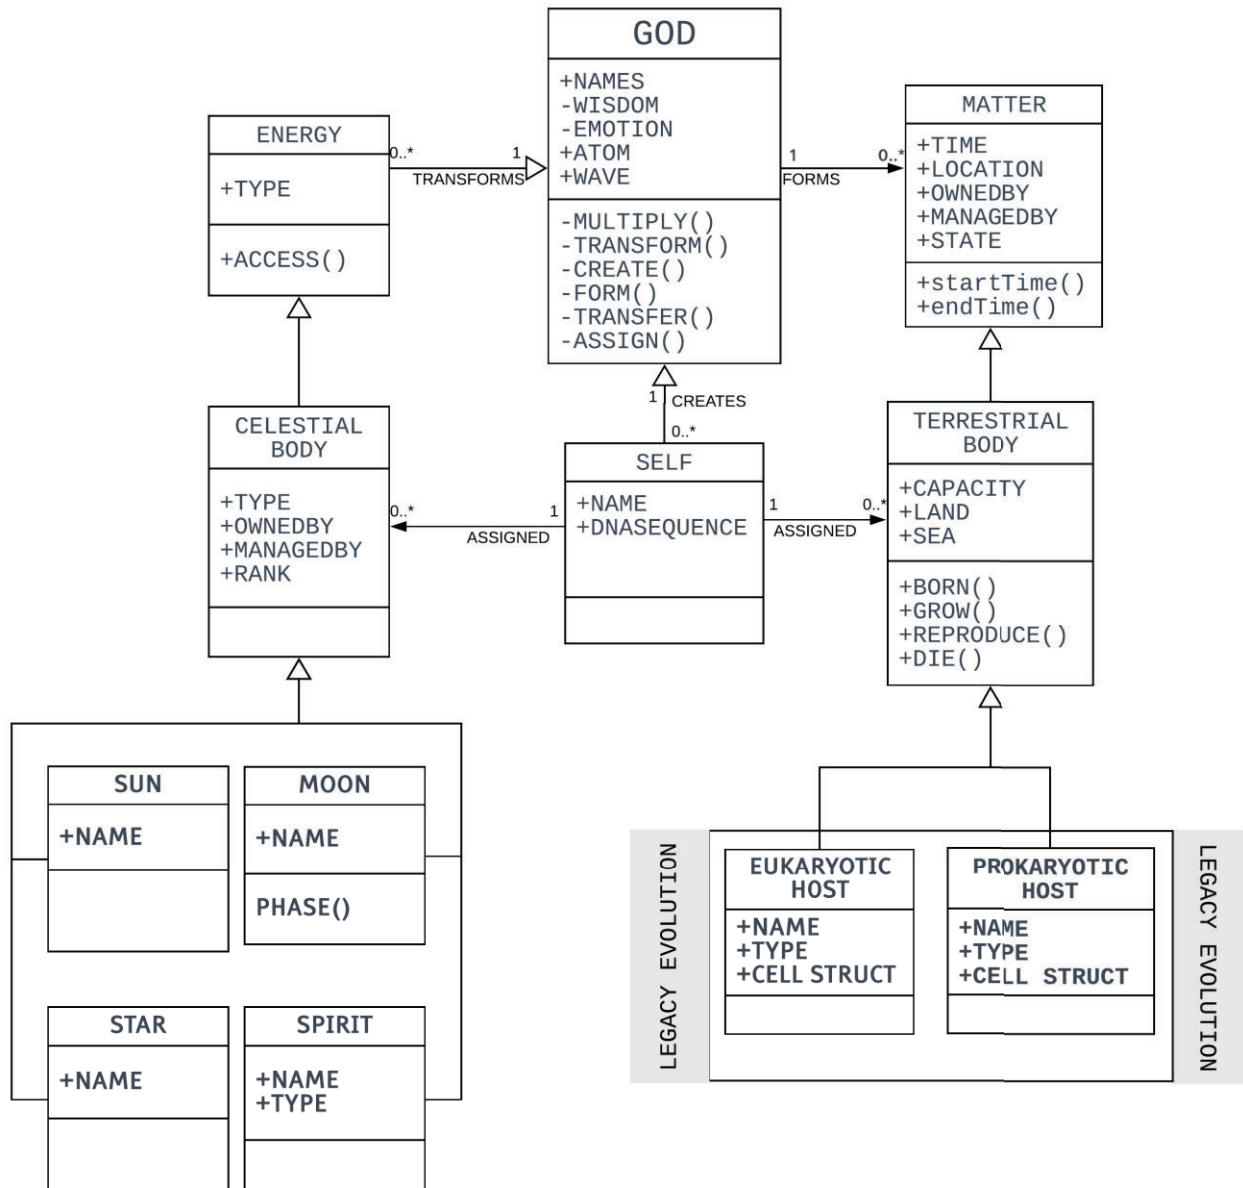 GOD
+NAMES
-WISDOM
-EMOTION
+ATOM
+WAVE
-MULTIPLY()
-TRANSFORM()
-CREATE()
-FORM()
-TRANSFER()
-ASSIGN()
ENERGY
+TYPE
+ACCESS()
0..*
1
TRANSFORMS
1
0..*
FORMS
MATTER
+TIME
+LOCATION
+OWNEDBY
+MANAGEDBY
+STATE
+startTime()
+endTime()
1
CREATES
0..*
CELESTIAL
BODY
+TYPE
+OWNEDBY
+MANAGEDBY
+RANK
0..*
1
ASSIGNED
SELF
+NAME
+DNASEQUENCE
1
0..*
ASSIGNED
TERRESTRIAL
BODY
+CAPACITY
+LAND
+SEA
+BORN()
+GROW()
+REPRODUCE()
+DIE()
SUN
+NAME
MOON
+NAME
PHASE()
STAR
+NAME
SPIRIT
+NAME
+TYPE
LEGACY EVOLUTION
EUKARYOTIC
HOST
+NAME
+TYPE
+CELL STRUCT
PROKARYOTIC
HOST
+NAME
+TYPE
+CELL STRUCT
LEGACY EVOLUTION